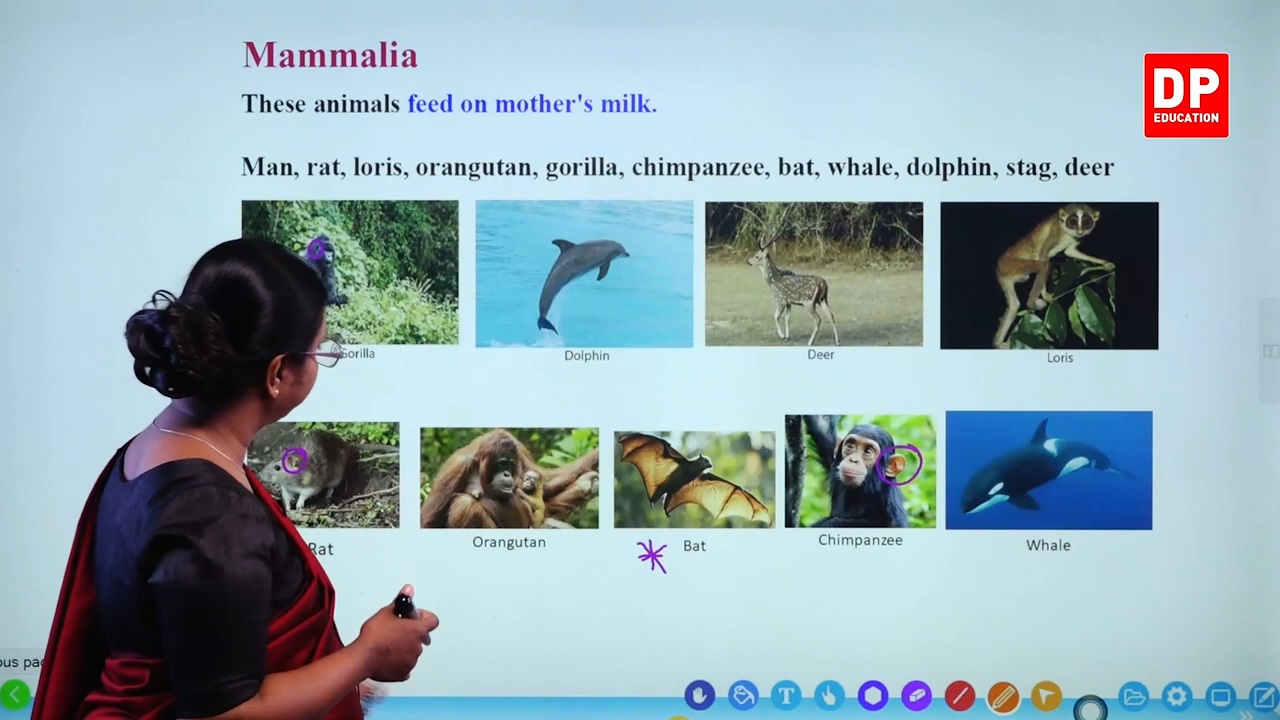 Mammalia
DP
EDUCATION
These animals feed on mother's milk.
Man, rat, loris, orangutan, gorilla, chimpanzee, bat, whale, dolphin, stag, deer
Gorilla
Dolphin
Deer
Loris
Rat
Orangutan
Bat
Chimpanzee
Whale
T